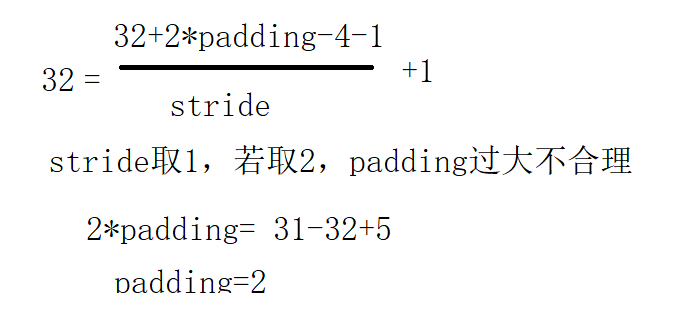 32+2*padding-4-1
32 =
+1
stride
stride取1，若取2，padding过大不合理
2*padding= 31-32+5
padding=2